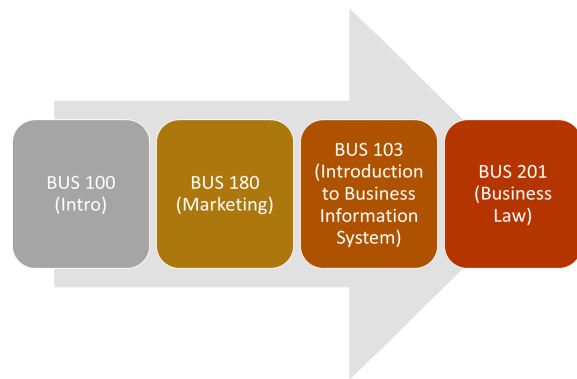 BUS 100
(Intro)
BUS 180
(Marketing)
BUS 103
(Introduction
to Business
Information
System)
BUS 201
(Business
Law)